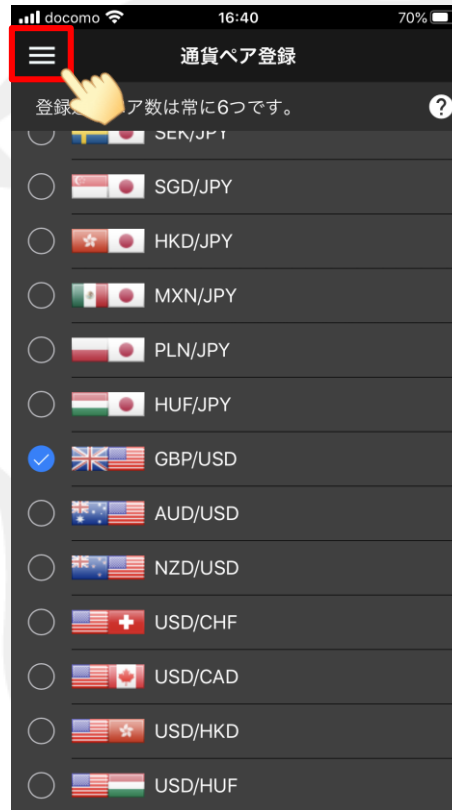 docomo 16:40 70%
通貨ペア登録
登録 ア数は常に6つです。 ?
SEK/JPY
SGD/JPY
HKD/JPY
MXN/JPY
PLN/JPY
HUF/JPY
GBP/USD
AUD/USD
NZD/USD
USD/CHF
USD/CAD
USD/HKD
USD/HUF